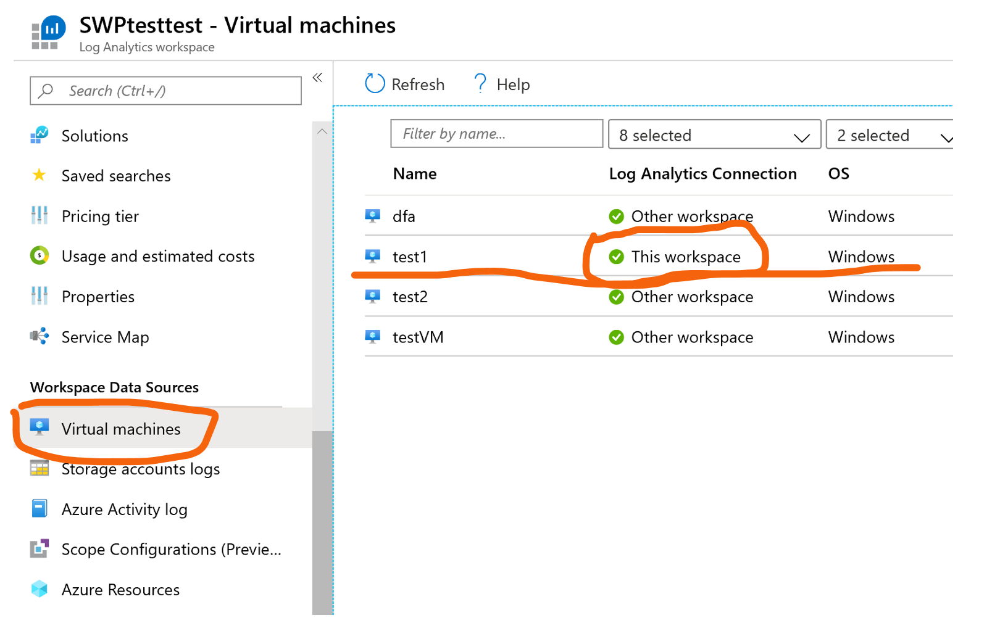 SWPtesttest - Virtual machines
Log Analytics workspace
Search (Ctrl+/)
«
Solutions
Saved searches
Pricing tier
Usage and estimated costs
Properties
Service Map
Workspace Data Sources
Virtual machines
Storage accounts logs
Azure Activity log
Scope Configurations (Previe...
Azure Resources
Refresh ? Help
Filter by name... 8 selected 2 selected
Name Log Analytics Connection OS
dfa Other workspace Windows
test1 This workspace Windows
test2 Other workspace Windows
testVM Other workspace Windows